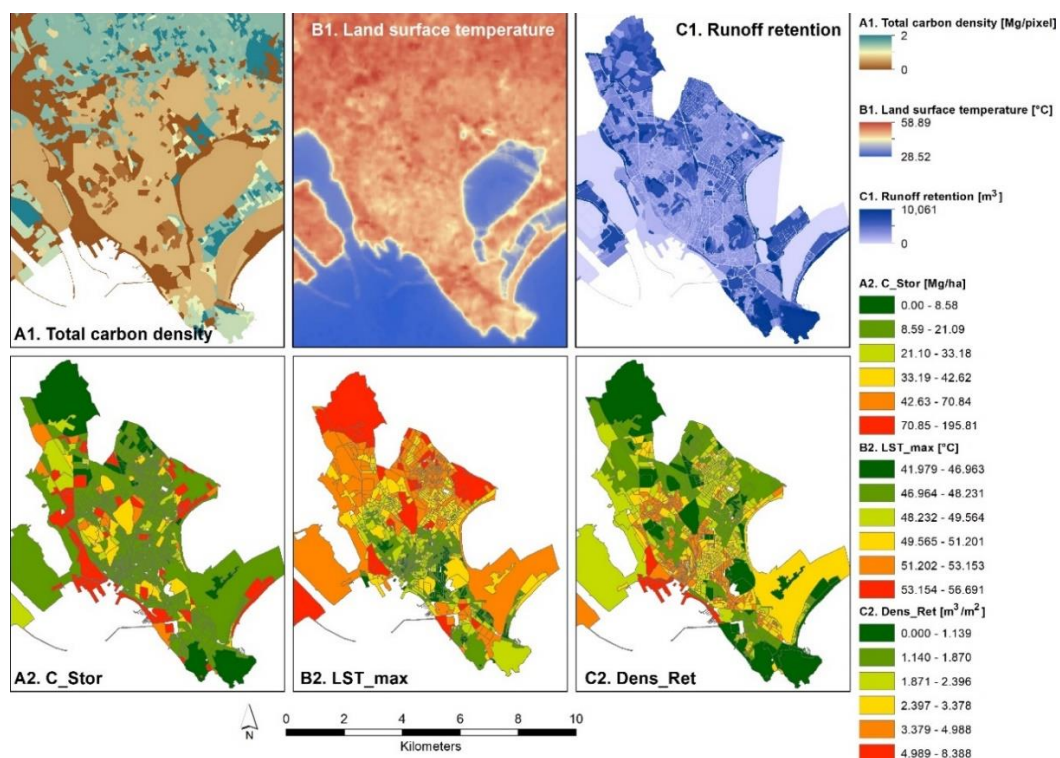 B1. Land surface temperature
C1. Runoff retention
A1. Total carbon density
A2. C_Stor
B2. LST_max
C2. Dens_Ret
N
0 2 4 6 8 10
Kilometers
A1. Total carbon density [Mg/pixel]
2
0
B1. Land surface temperature [°C]
58.89
28.52
C1. Runoff retention [m³]
10,061
0
A2. C_Stor [Mg/ha]
0.00 - 8.58
8.59 - 21.09
21.10 - 33.18
33.19 - 42.62
42.63 - 70.84
70.85 - 195.81
B2. LST_max [°C]
41.979 - 46.963
46.964 - 48.231
48.232 - 49.564
49.565 - 51.201
51.202 - 53.153
53.154 - 56.691
C2. Dens_Ret [m³/m²]
0.000 - 1.139
1.140 - 1.870
1.871 - 2.396
2.397 - 3.378
3.379 - 4.988
4.989 - 8.388